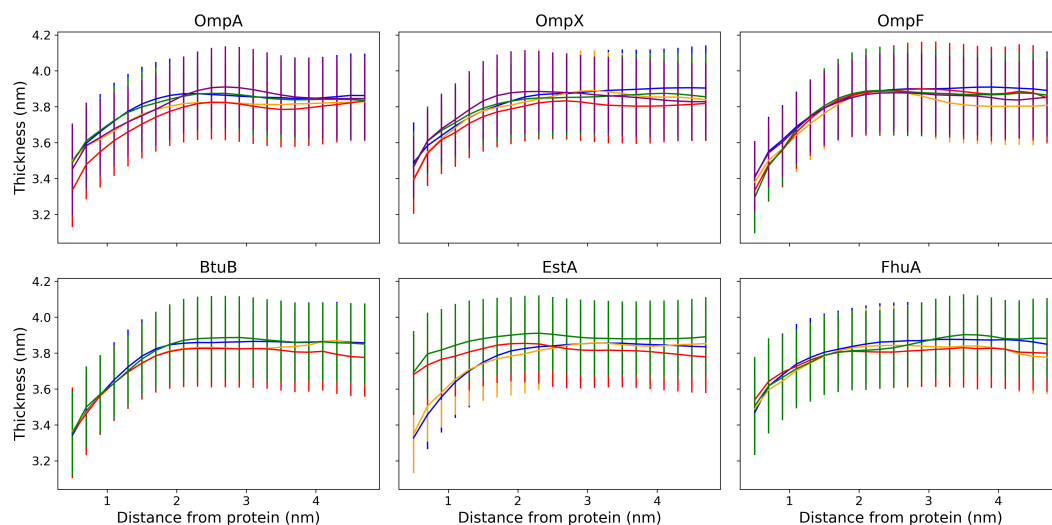 OmpA
OmpX
OmpF
Thickness (nm)
4.2
4.0
3.8
3.6
3.4
3.2
BtuB
EstA
FhuA
Thickness (nm)
4.2
4.0
3.8
3.6
3.4
3.2
1 2 3 4
1 2 3 4
1 2 3 4
Distance from protein (nm)
Distance from protein (nm)
Distance from protein (nm)